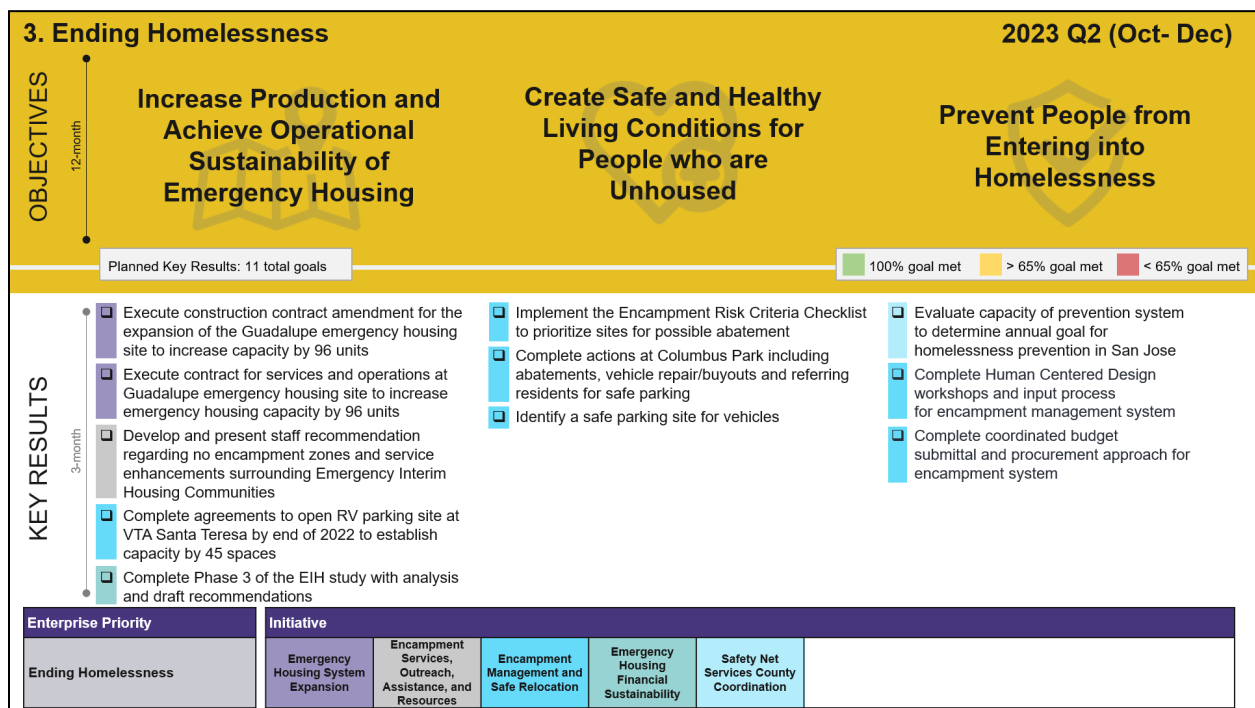 3. Ending Homelessness
2023 Q2 (Oct- Dec)
OBJECTIVES
12-month
Increase Production and
Achieve Operational
Sustainability of
Emergency Housing
Create Safe and Healthy
Living Conditions for
People who are
Unhoused
Prevent People from
Entering into
Homelessness
Planned Key Results: 11 total goals
100% goal met
> 65% goal met
< 65% goal met
KEY RESULTS
3-month
❑ Execute construction contract amendment for the
expansion of the Guadalupe emergency housing
site to increase capacity by 96 units
❑ Execute contract for services and operations at
Guadalupe emergency housing site to increase
emergency housing capacity by 96 units
❑ Develop and present staff recommendation
regarding no encampment zones and service
enhancements surrounding Emergency Interim
Housing Communities
❑ Complete agreements to open RV parking site at
VTA Santa Teresa by end of 2022 to establish
capacity by 45 spaces
❑ Complete Phase 3 of the EIH study with analysis
and draft recommendations
❑ Implement the Encampment Risk Criteria Checklist
to prioritize sites for possible abatement
❑ Complete actions at Columbus Park including
abatements, vehicle repair/buyouts and referring
residents for safe parking
❑ Identify a safe parking site for vehicles
❑ Evaluate capacity of prevention system
to determine annual goal for
homelessness prevention in San Jose
❑ Complete Human Centered Design
workshops and input process
for encampment management system
❑ Complete coordinated budget
submittal and procurement approach for
encampment system
Enterprise Priority
Initiative
Ending Homelessness
Emergency
Housing System
Expansion
Encampment
Services,
Outreach,
Assistance, and
Resources
Encampment
Management and
Safe Relocation
Emergency
Housing
Financial
Sustainability
Safety Net
Services County
Coordination